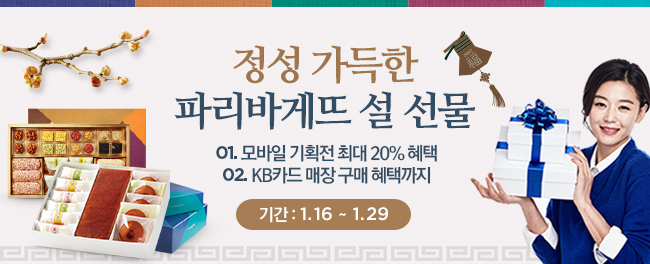 정성 가득한
파리바게뜨 설 선물
01. 모바일 기획전 최대 20% 혜택
02. KB카드 매장 구매 혜택까지
기간 : 1.16 ~ 1.29
福